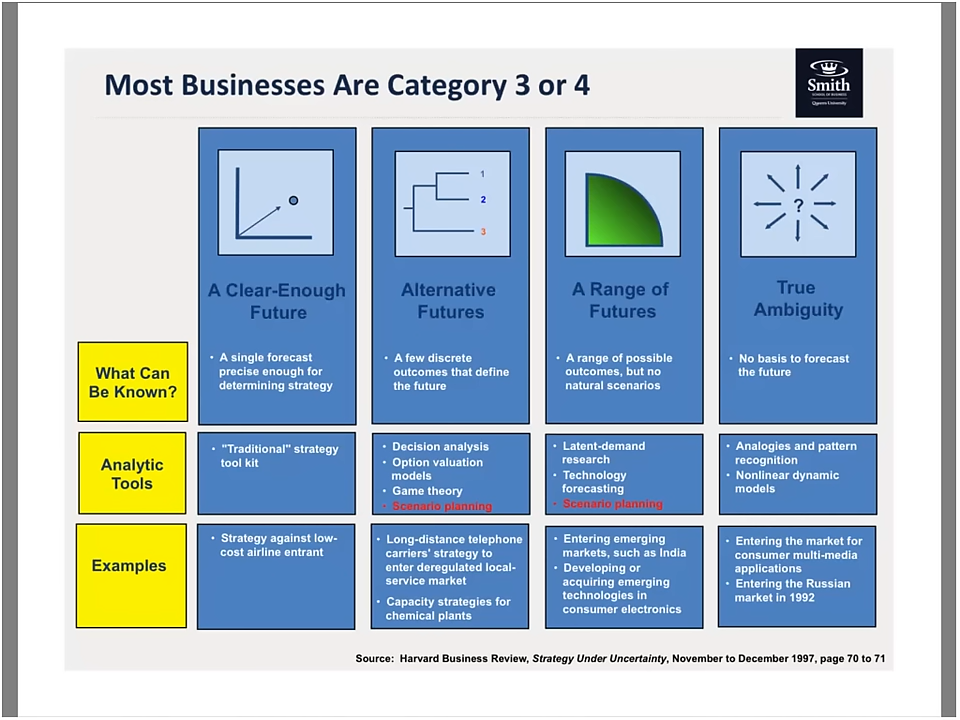 Most Businesses Are Category 3 or 4
Smith
SCHOOL OF BUSINESS
Queen's University
1
2
3
?
A Clear-Enough
Future
Alternative
Futures
A Range of
Futures
True
Ambiguity
What Can
Be Known?
• A single forecast
precise enough for
determining strategy
• A few discrete
outcomes that define
the future
• A range of possible
outcomes, but no
natural scenarios
• No basis to forecast
the future
Analytic
Tools
• "Traditional" strategy
tool kit
• Decision analysis
• Option valuation
models
• Game theory
• Scenario planning
• Latent-demand
research
• Technology
forecasting
• Scenario planning
• Analogies and pattern
recognition
• Nonlinear dynamic
models
Examples
• Strategy against low-
cost airline entrant
• Long-distance telephone
carriers' strategy to
enter deregulated local-
service market
• Capacity strategies for
chemical plants
• Entering emerging
markets, such as India
• Developing or
acquiring emerging
technologies in
consumer electronics
• Entering the market for
consumer multi-media
applications
• Entering the Russian
market in 1992
Source: Harvard Business Review, Strategy Under Uncertainty, November to December 1997, page 70 to 71